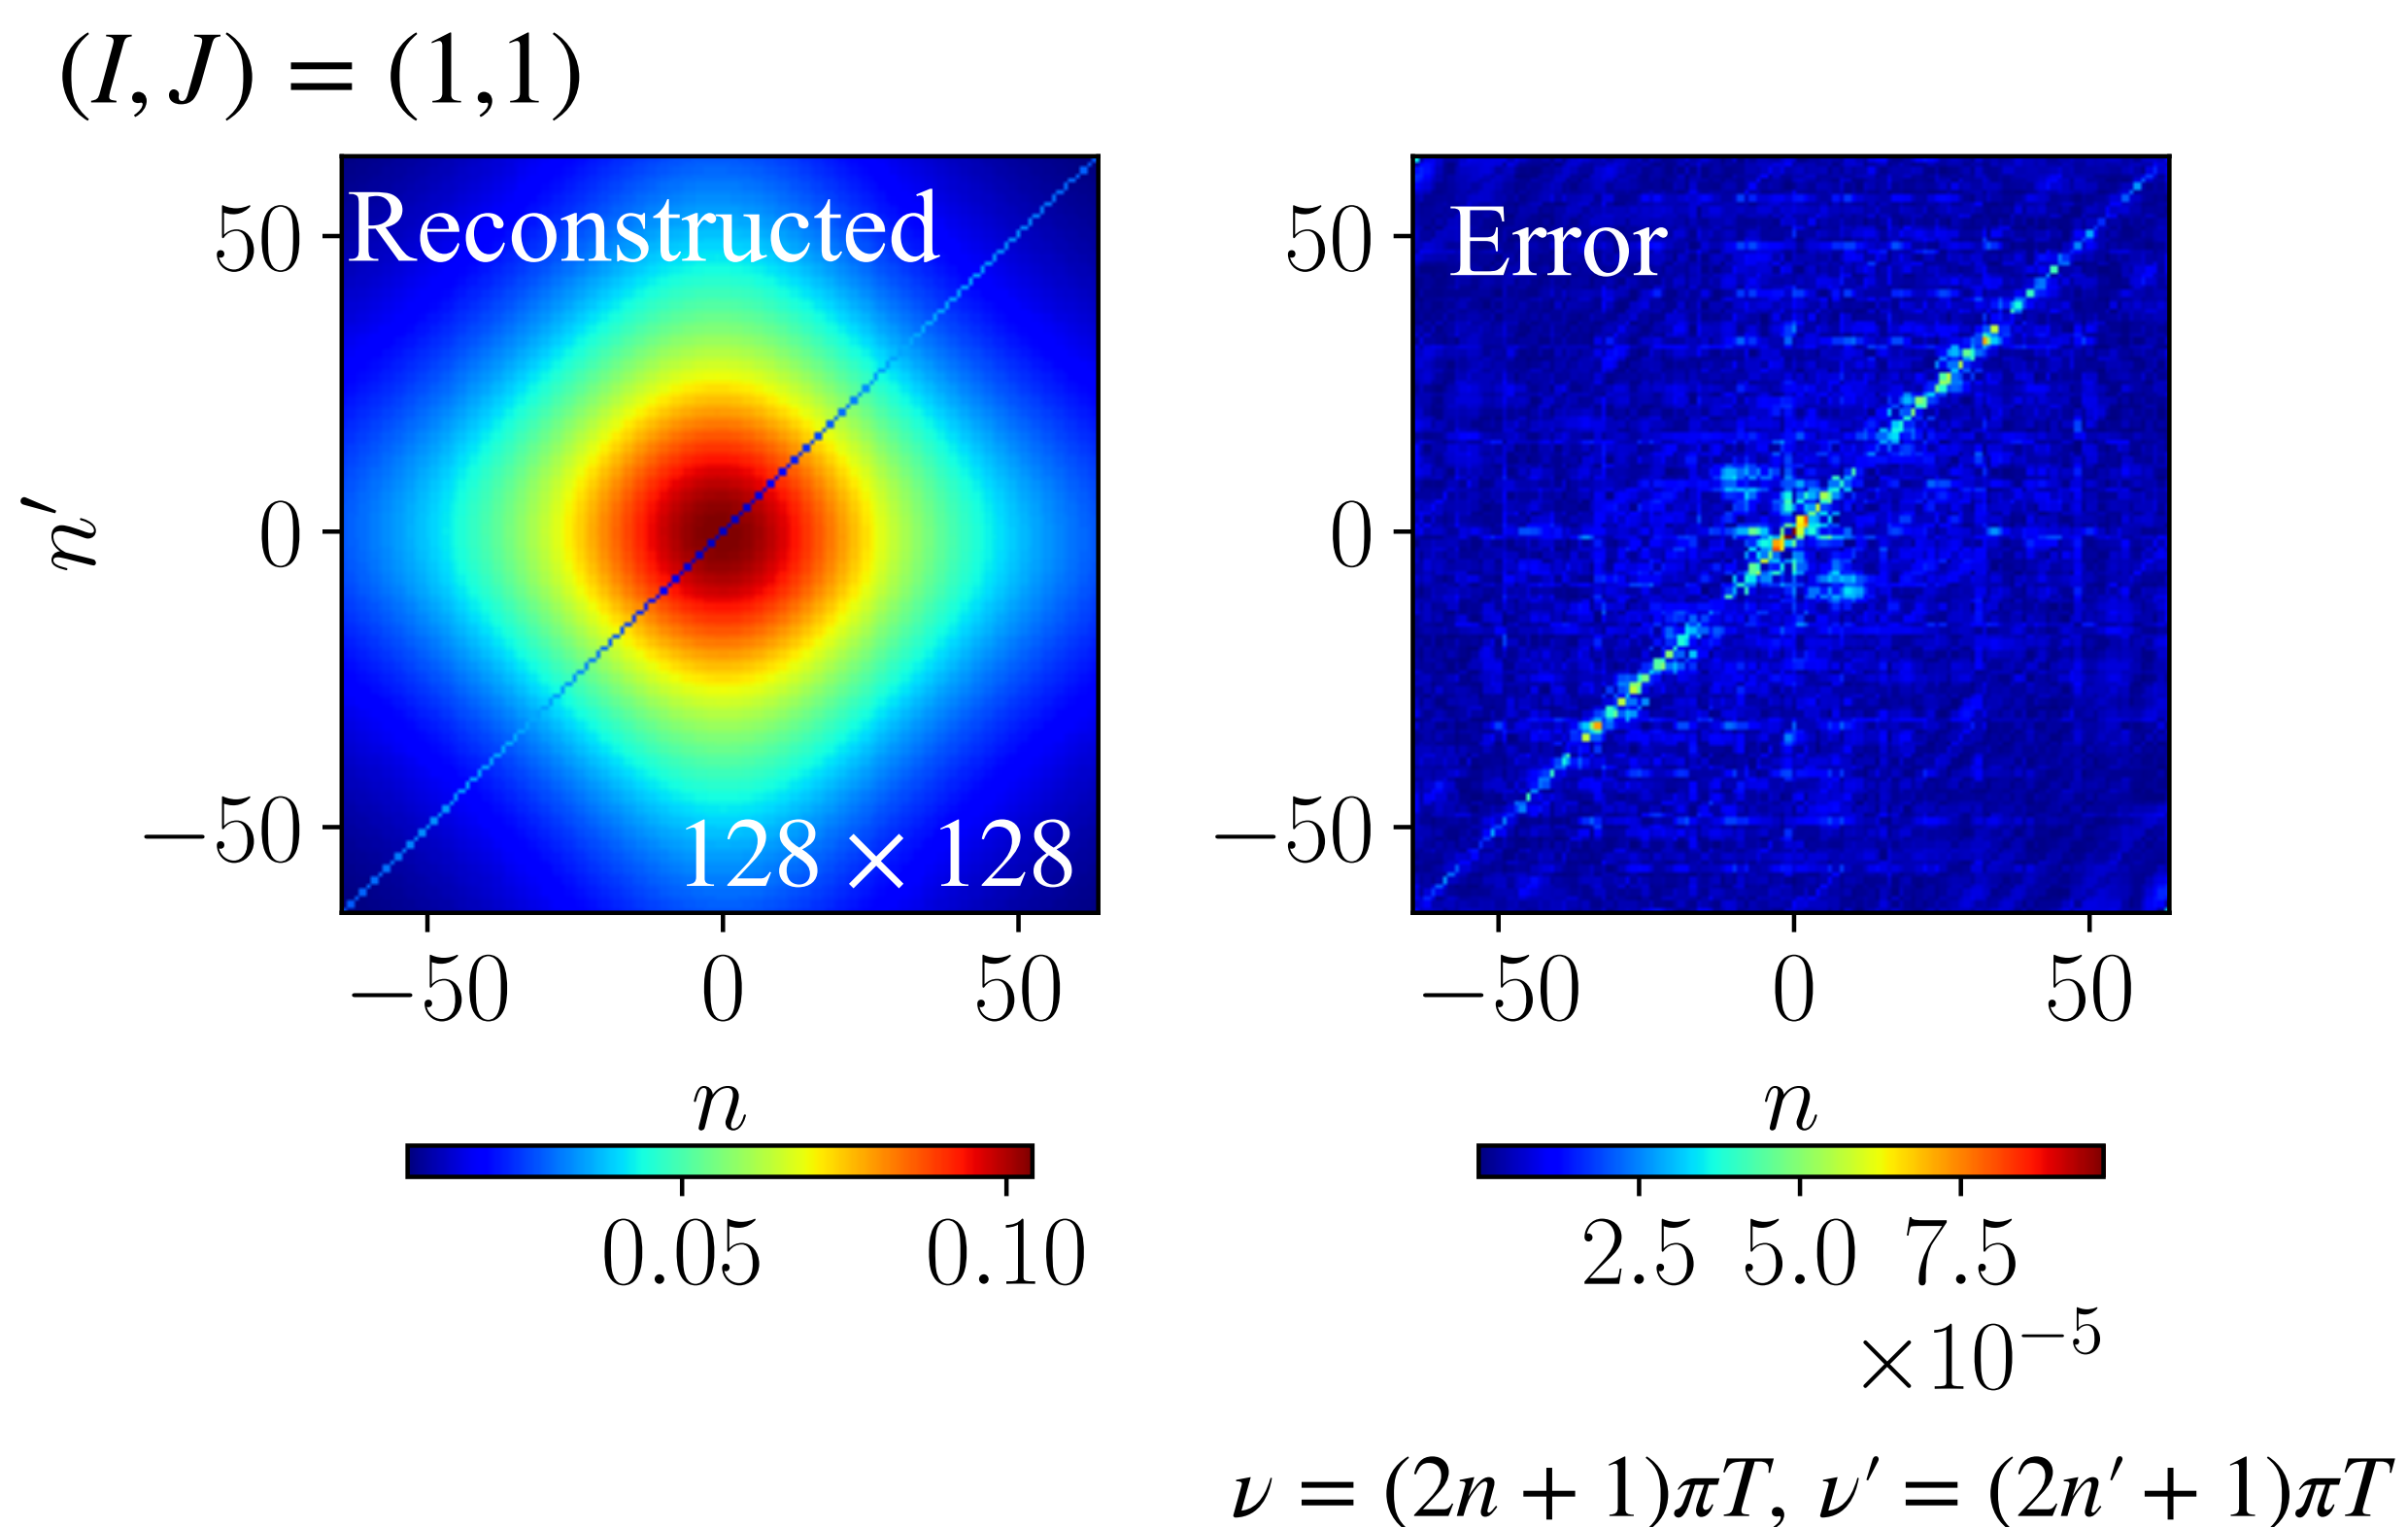 (I, J) = (1,1)
Reconstructed
128 × 128
50
0
−50
n′
−50 0 50
n
0.05 0.10
Error
50
0
−50
−50 0 50
n
2.5 5.0 7.5
×10⁻⁵
ν = (2n + 1)πT, ν′ = (2n′ + 1)πT